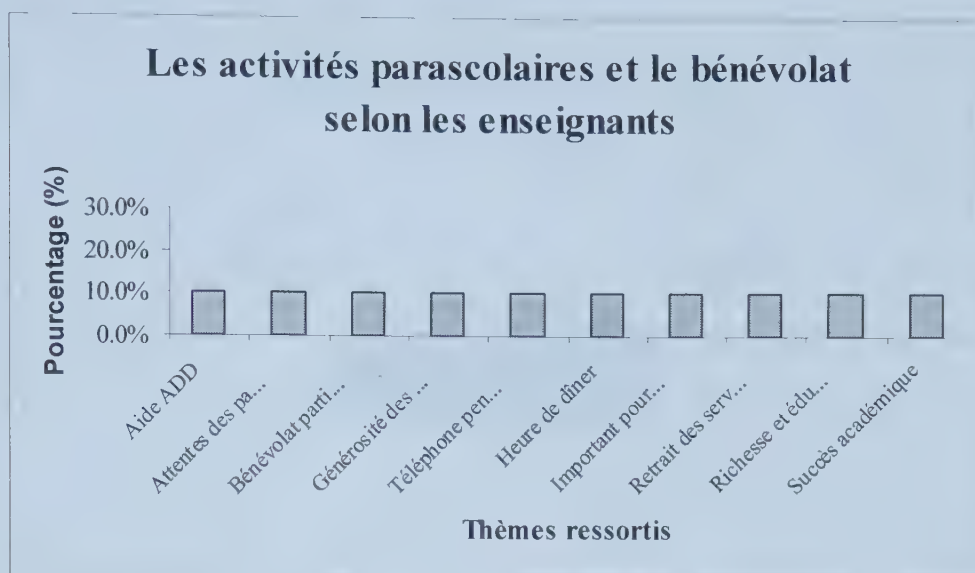 Les activités parascolaires et le bénévolat
selon les enseignants
Pourcentage (%)
30.0%
20.0%
10.0%
0.0%
Aide ADD
Attentes des pa...
Bénévolat parti...
Générosité des ...
Téléphone pen...
Heure de dîner
Important pour...
Retrait des serv...
Richesse et édu...
Succès académique
Thèmes ressortis